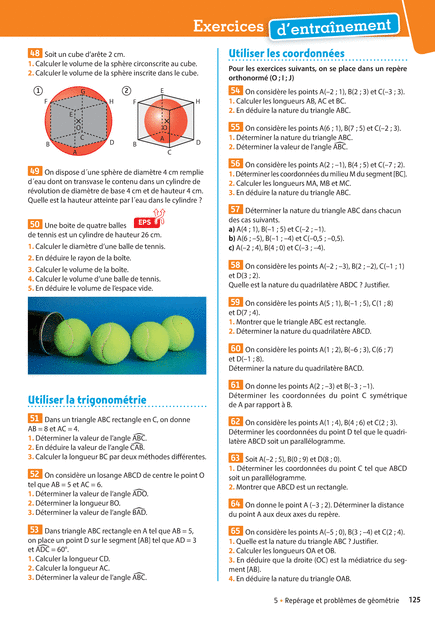 Exercices d'entraînement
48 Soit un cube d'arête 2 cm.
1. Calculer le volume de la sphère circonscrite au cube.
2. Calculer le volume de la sphère inscrite dans le cube.
1
2
G
F
H
E
O
C
B
D
A
E
F
H
O
A
B
D
C
49 On dispose d'une sphère de diamètre 4 cm remplie
d'eau dont on transvase le contenu dans un cylindre de
révolution de diamètre de base 4 cm et de hauteur 4 cm.
Quelle est la hauteur atteinte par l'eau dans le cylindre ?
50 Une boite de quatre balles
EPS
de tennis est un cylindre de hauteur 26 cm.
1. Calculer le diamètre d'une balle de tennis.
2. En déduire le rayon de la boîte.
3. Calculer le volume de la boîte.
4. Calculer le volume d'une balle de tennis.
5. En déduire le volume de l'espace vide.
Utiliser la trigonométrie
51 Dans un triangle ABC rectangle en C, on donne
AB = 8 et AC = 4.
1. Déterminer la valeur de l'angle ABC.
2. En déduire la valeur de l'angle CAB.
3. Calculer la longueur BC par deux méthodes différentes.
52 On considère un losange ABCD de centre le point O
tel que AB = 5 et AC = 6.
1. Déterminer la valeur de l'angle ADO.
2. Déterminer la longueur BO.
3. Déterminer la valeur de l'angle BAD.
53 Dans triangle ABC rectangle en A tel que AB = 5,
on place un point D sur le segment [AB] tel que AD = 3
et ADC = 60°.
1. Calculer la longueur CD.
2. Calculer la longueur AC.
3. Déterminer la valeur de l'angle ABC.
Utiliser les coordonnées
Pour les exercices suivants, on se place dans un repère
orthonormé (O ; I ; J)
54 On considère les points A(–2 ; 1), B(2 ; 3) et C(–3 ; 3).
1. Calculer les longueurs AB, AC et BC.
2. En déduire la nature du triangle ABC.
55 On considère les points A(6 ; 1), B(7 ; 5) et C(–2 ; 3).
1. Déterminer la nature du triangle ABC.
2. Déterminer la valeur de l'angle ABC.
56 On considère les points A(2 ; –1), B(4 ; 5) et C(–7 ; 2).
1. Déterminer les coordonnées du milieu M du segment [BC].
2. Calculer les longueurs MA, MB et MC.
3. En déduire la nature du triangle ABC.
57 Déterminer la nature du triangle ABC dans chacun
des cas suivants.
a) A(4 ; 1), B(–1 ; 5) et C(–2 ; –1).
b) A(6 ; –5), B(–1 ; –4) et C(–0,5 ; –0,5).
c) A(–2 ; 4), B(4 ; 0) et C(–3 ; –4).
58 On considère les points A(–2 ; –3), B(2 ; –2), C(–1 ; 1)
et D(3 ; 2).
Quelle est la nature du quadrilatère ABDC ? Justifier.
59 On considère les points A(5 ; 1), B(–1 ; 5), C(1 ; 8)
et D(7 ; 4).
1. Montrer que le triangle ABC est rectangle.
2. Déterminer la nature du quadrilatère ABCD.
60 On considère les points A(1 ; 2), B(–6 ; 3), C(6 ; 7)
et D(–1 ; 8).
Déterminer la nature du quadrilatère BACD.
61 On donne les points A(2 ; –3) et B(–3 ; –1).
Déterminer les coordonnées du point C symétrique
de A par rapport à B.
62 On considère les points A(1 ; 4), B(4 ; 6) et C(2 ; 3).
Déterminer les coordonnées du point D tel que le quadri-
latère ABCD soit un parallélogramme.
63 Soit A(–2 ; 5), B(0 ; 9) et D(8 ; 0).
1. Déterminer les coordonnées du point C tel que ABCD
soit un parallélogramme.
2. Montrer que ABCD est un rectangle.
64 On donne le point A (–3 ; 2). Déterminer la distance
du point A aux deux axes du repère.
65 On considère les points A(–5 ; 0), B(3 ; –4) et C(2 ; 4).
1. Quelle est la nature du triangle ABC ? Justifier.
2. Calculer les longueurs OA et OB.
3. En déduire que la droite (OC) est la médiatrice du seg-
ment [AB].
4. En déduire la nature du triangle OAB.
5 • Repérage et problèmes de géométrie 125